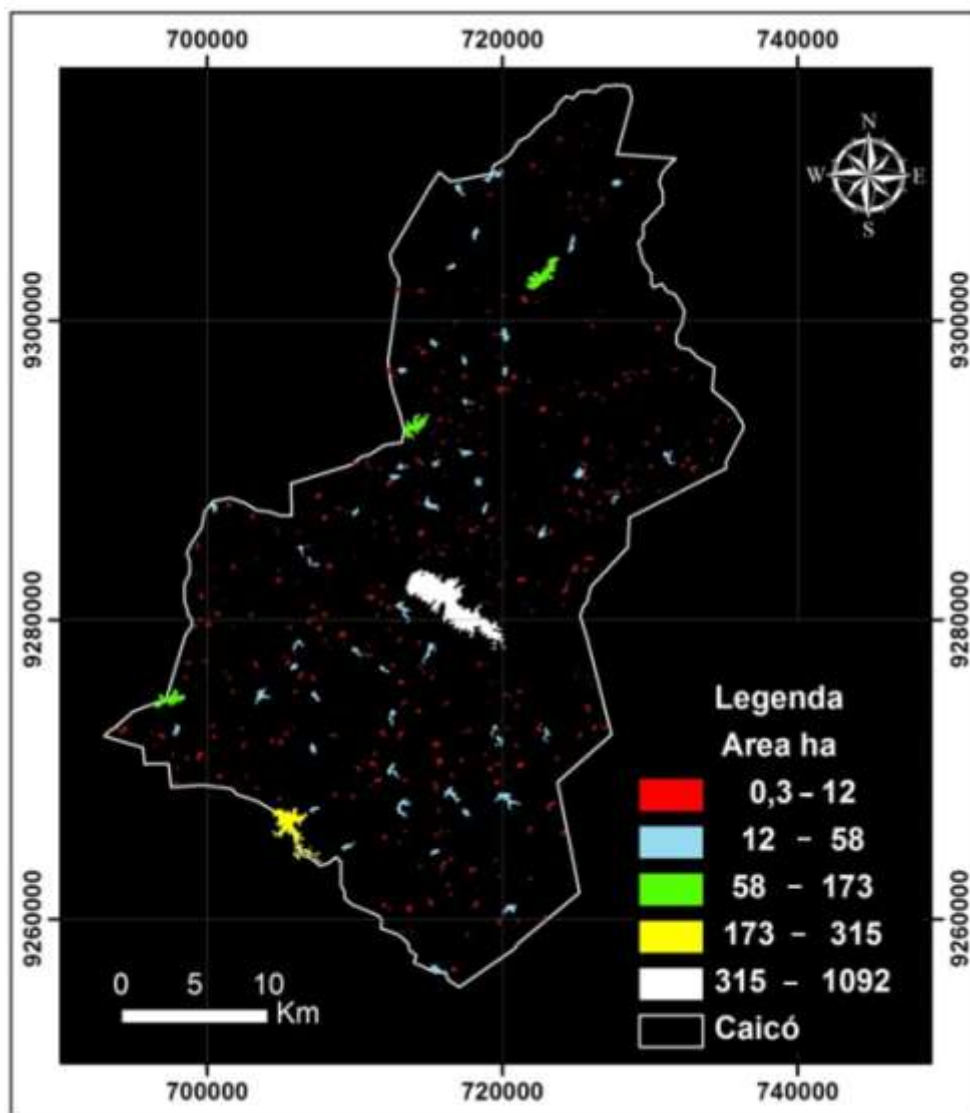 700000 720000 740000
N
W E
S
9300000 9300000
9280000 9280000
9260000 9260000
Legenda
Area ha
0,3 – 12
12 – 58
58 – 173
173 – 315
315 – 1092
Caicó
0 5 10
Km
700000 720000 740000